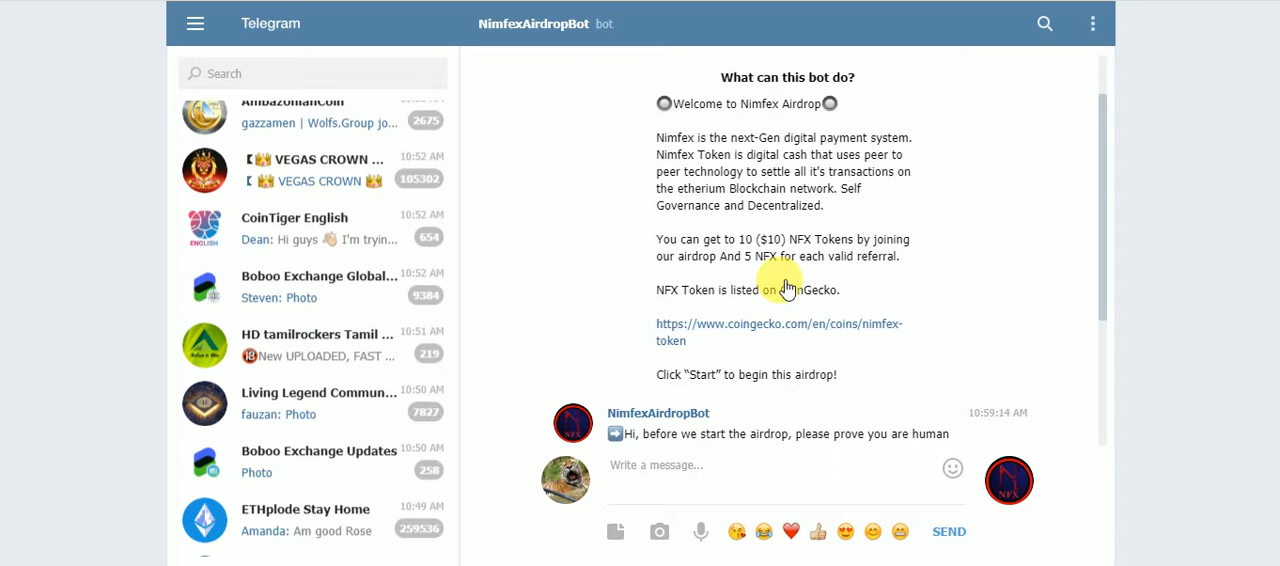 Telegram
NimfexAirdropBot bot
Search
AmbazonianCoin
gazzamen | Wolfs.Group jo...
2675
【👑 VEGAS CROWN ...
10:52 AM
【 👑 VEGAS CROWN 👑
105302
CoinTiger English
10:52 AM
Dean: Hi guys 👋🏼 I'm tryin...
654
Boboo Exchange Global...
10:52 AM
Steven: Photo
9384
HD tamilrockers Tamil ...
10:51 AM
🔞New UPLOADED, FAST ...
219
Living Legend Commun...
10:50 AM
fauzan: Photo
7827
Boboo Exchange Updates
10:50 AM
Photo
258
ETHplode Stay Home
10:49 AM
Amanda: Am good Rose
259536
What can this bot do?
🔘Welcome to Nimfex Airdrop🔘
Nimfex is the next-Gen digital payment system.
Nimfex Token is digital cash that uses peer to
peer technology to settle all it's transactions on
the etherium Blockchain network. Self
Governance and Decentralized.
You can get to 10 ($10) NFX Tokens by joining
our airdrop And 5 NFX for each valid referral.
NFX Token is listed on CoinGecko.
https://www.coingecko.com/en/coins/nimfex-
token
Click “Start” to begin this airdrop!
NimfexAirdropBot
10:59:14 AM
➡️Hi, before we start the airdrop, please prove you are human
Write a message...
NFX
NFX
SEND